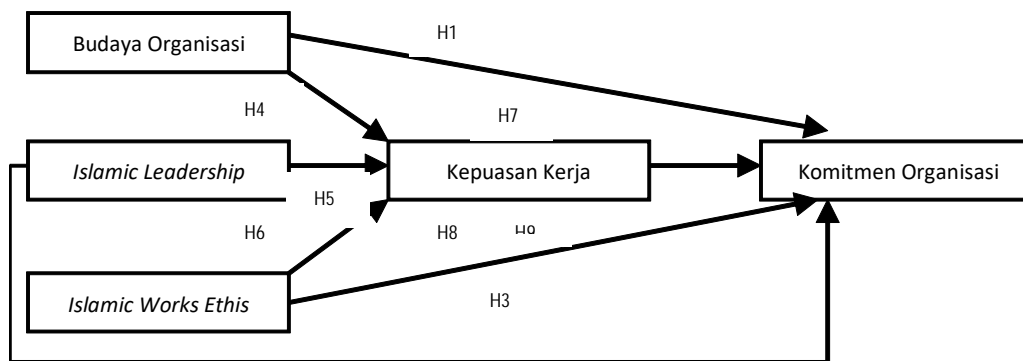 H1
Budaya Organisasi
H4
H7
Islamic Leadership
Kepuasan Kerja
Komitmen Organisasi
H5
H6
H8
Islamic Works Ethis
H3